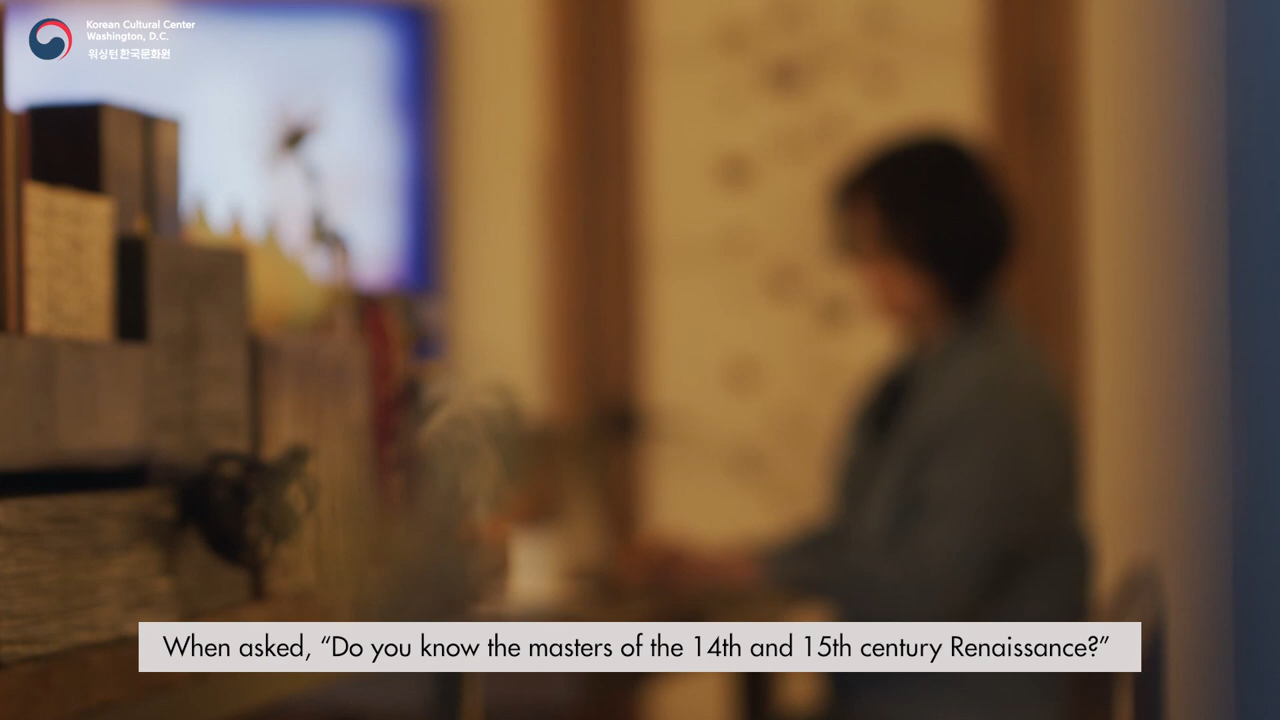 Korean Cultural Center
Washington, D.C.
워싱턴한국문화원
When asked, “Do you know the masters of the 14th and 15th century Renaissance?”